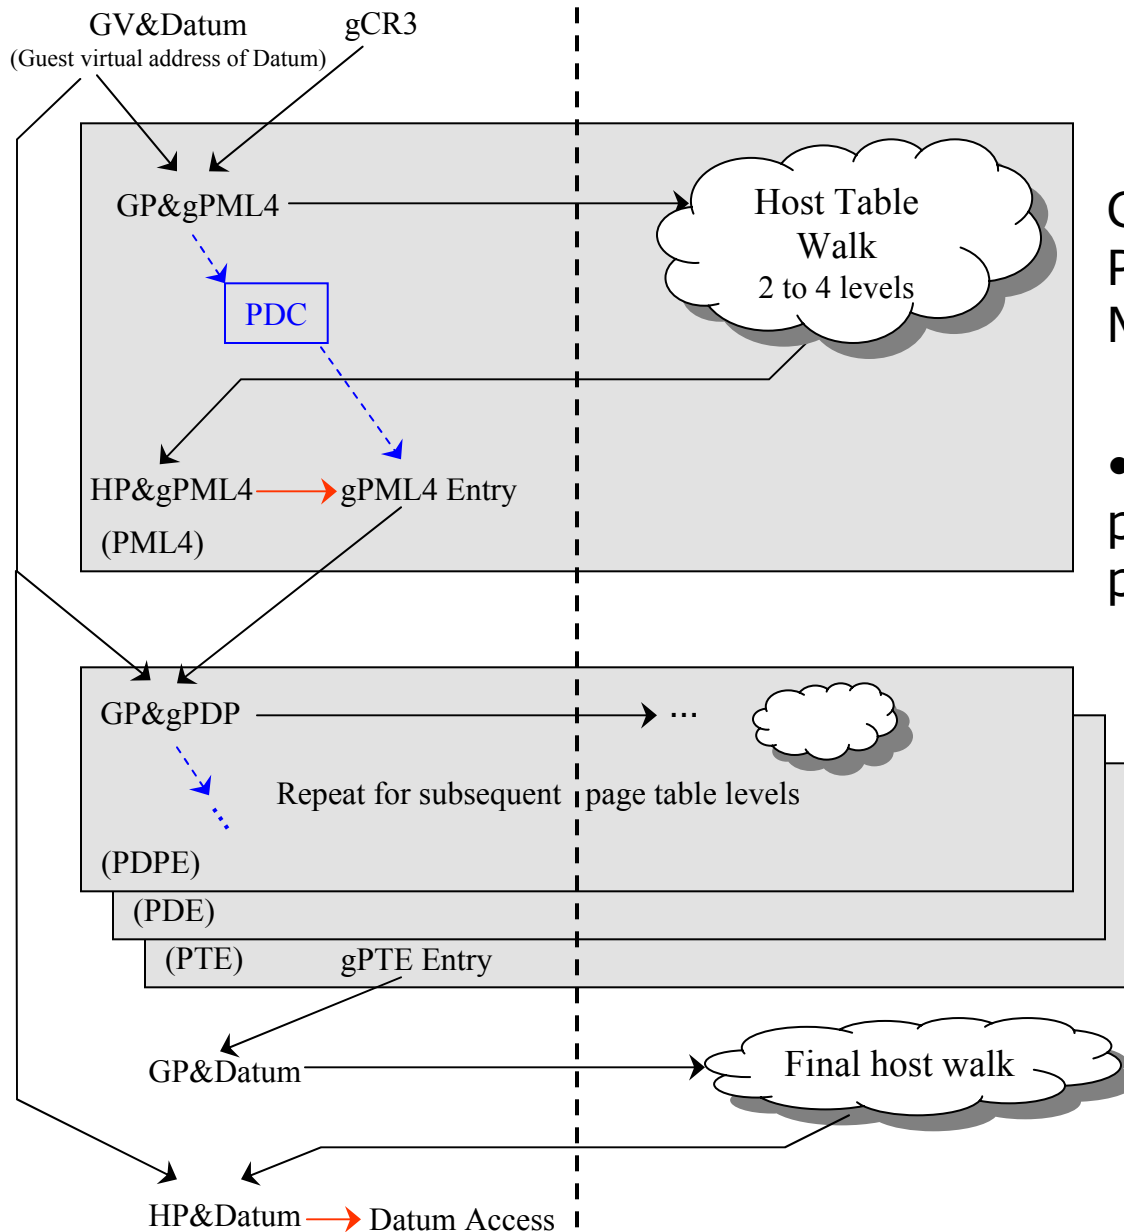 GV&Datum
gCR3
(Guest virtual address of Datum)
GP&gPML4
Host Table
Walk
2 to 4 levels
PDC
HP&gPML4
gPML4 Entry
(PML4)
GP&gPDP
...
Repeat for subsequent page table levels
(PDPE)
(PDE)
(PTE)
gPTE Entry
GP&Datum
Final host walk
HP&Datum
Datum Access